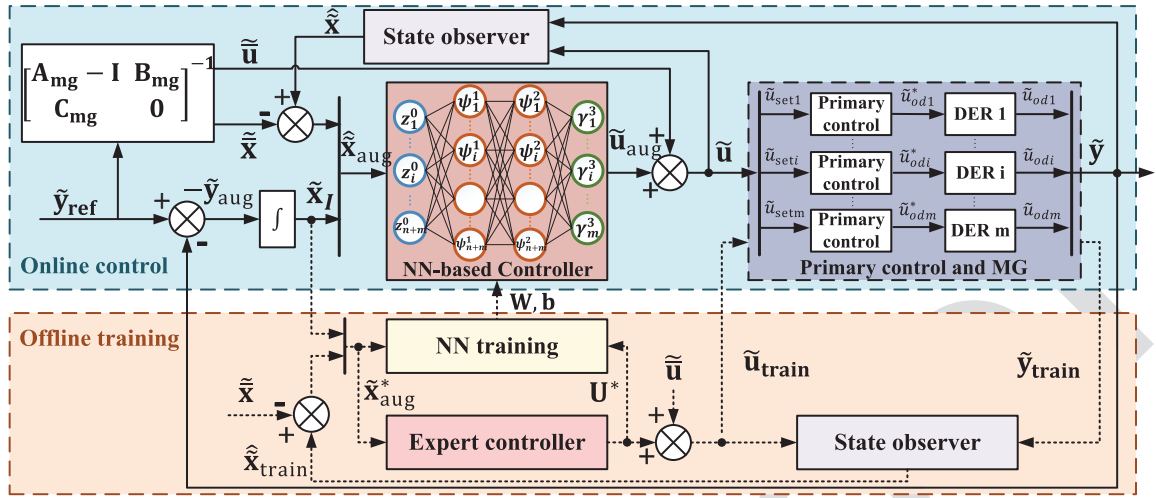 x̂̃
State observer
[A_mg − I B_mg
C_mg 0]^−1
ū̃
+
-
x̄̃
x̂̃_aug
z_1^0
z_i^0
z_{n+m}^0
ψ_1^1
ψ_i^1
ψ_{n+m}^1
ψ_1^2
ψ_i^2
ψ_{n+m}^2
γ_1^3
γ_i^3
γ_m^3
NN-based Controller
ũ_aug
+
+
ũ
ũ_set1
Primary control
ũ*_od1
DER 1
ũ_od1
ũ_seti
Primary control
ũ*_odi
DER i
ũ_odi
ũ_setm
Primary control
ũ*_odm
DER m
ũ_odm
Primary control and MG
ỹ
ỹ_ref
+
-
−ỹ_aug
∫
x̃_I
Online control
W, b
Offline training
NN training
x̃*_aug
U*
Expert controller
x̄̃
-
+
x̂̃_train
ū̃
+
+
ũ_train
State observer
ỹ_train